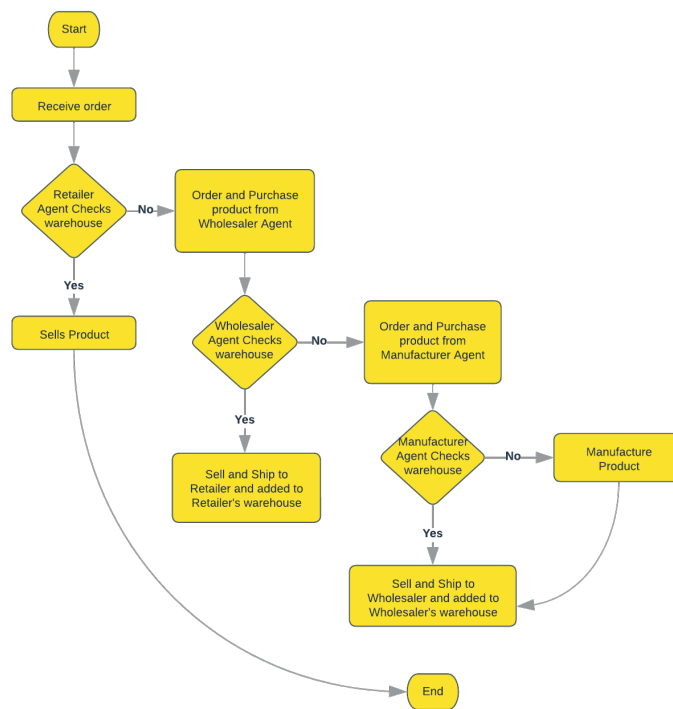 Start
Receive order
Retailer
Agent Checks
warehouse
No
Order and Purchase
product from
Wholesaler Agent
Yes
Sells Product
Wholesaler
Agent Checks
warehouse
No
Order and Purchase
product from
Manufacturer Agent
Yes
Sell and Ship to
Retailer and added to
Retailer's warehouse
Manufacturer
Agent Checks
warehouse
No
Manufacture
Product
Yes
Sell and Ship to
Wholesaler and added to
Wholesaler's warehouse
End